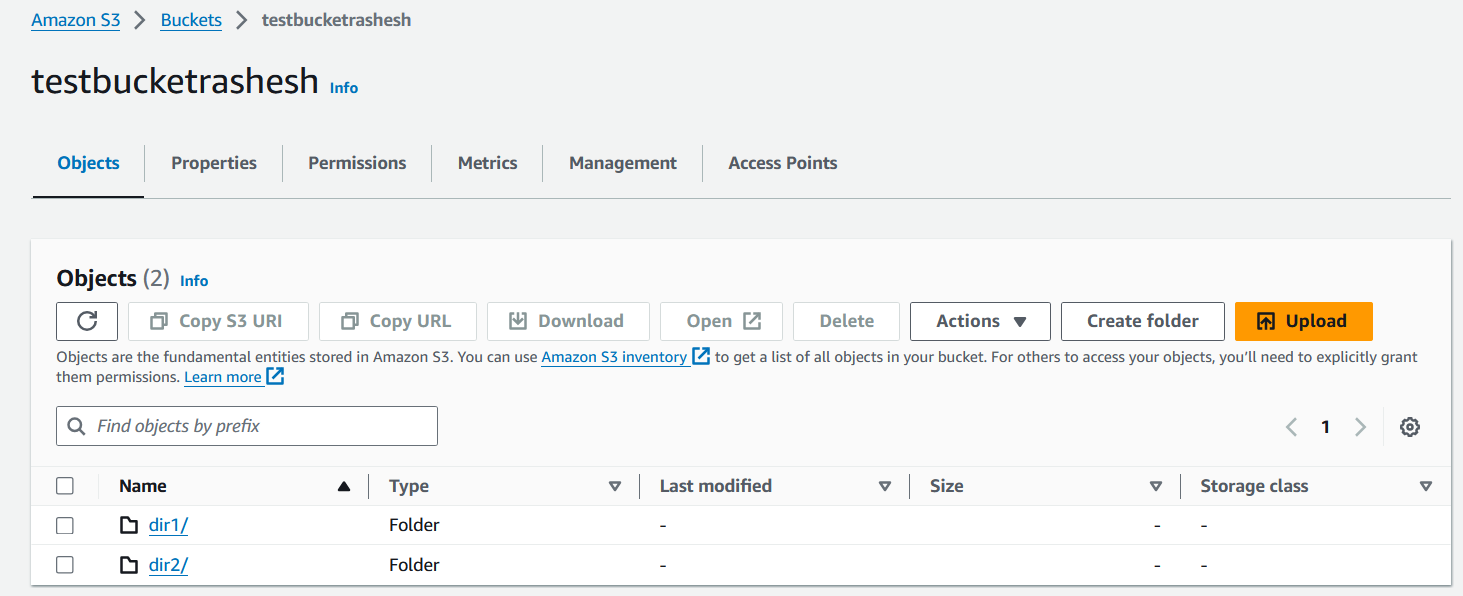 Amazon S3 > Buckets > testbucketrashesh
testbucketrashesh Info
Objects Properties Permissions Metrics Management Access Points
Objects (2) Info
Copy S3 URI Copy URL Download Open Delete Actions Create folder Upload
Objects are the fundamental entities stored in Amazon S3. You can use Amazon S3 inventory to get a list of all objects in your bucket. For others to access your objects, you'll need to explicitly grant
them permissions. Learn more
Find objects by prefix
1
Name Type Last modified Size Storage class
dir1/ Folder - - -
dir2/ Folder - - -